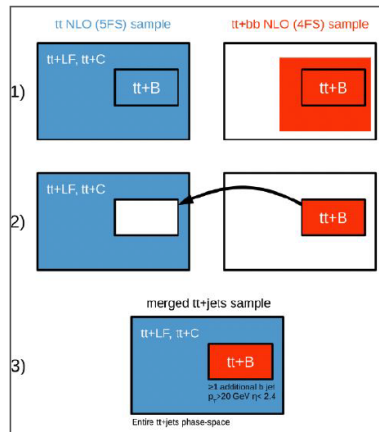 tt NLO (5FS) sample
tt+bb NLO (4FS) sample
1)
tt+LF, tt+C
tt+B
tt+B
2)
tt+LF, tt+C
tt+B
merged tt+jets sample
3)
tt+LF, tt+C
tt+B
≥1 additional b jet
pT>20 GeV η< 2.4
Entire tt+jets phase-space